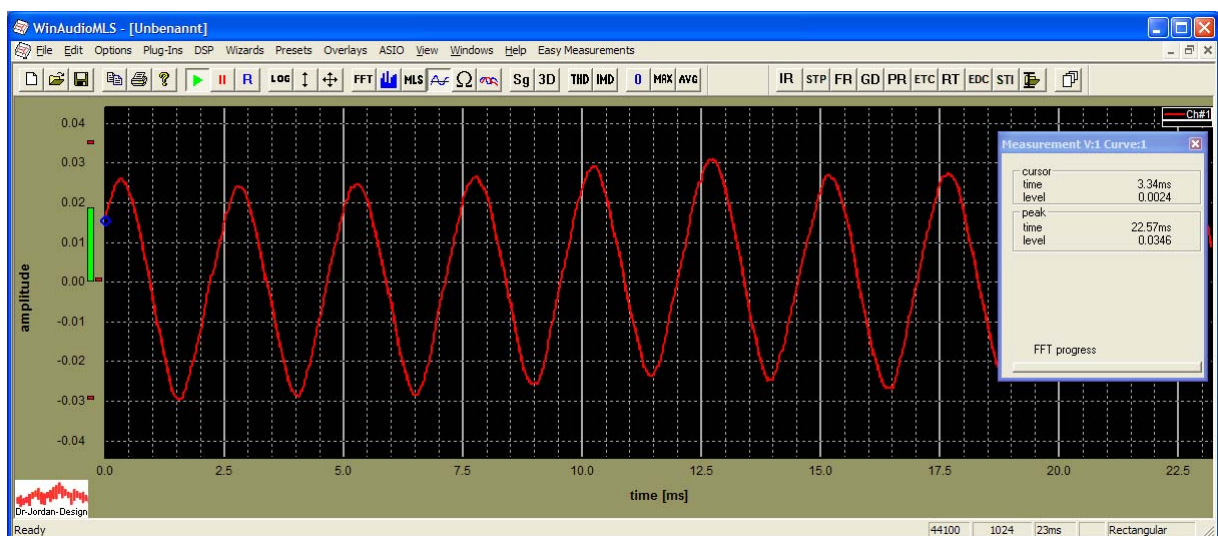 WinAudioMLS - [Unbenannt]
File Edit Options Plug-Ins DSP Wizards Presets Overlays ASIO View Windows Help Easy Measurements
R LOG FFT MLS Ω Sg 3D THD IMD 0 MAX AVG IR STP FR GD PR ETC RT EDC STI
Ch#1
Measurement V:1 Curve:1
cursor
time 3.34ms
level 0.0024
peak
time 22.57ms
level 0.0346
FFT progress
amplitude
0.04
0.03
0.02
0.01
0.00
-0.01
-0.02
-0.03
-0.04
0.0 2.5 5.0 7.5 10.0 12.5 15.0 17.5 20.0 22.5
time [ms]
Dr-Jordan-Design
Ready 44100 1024 23ms Rectangular